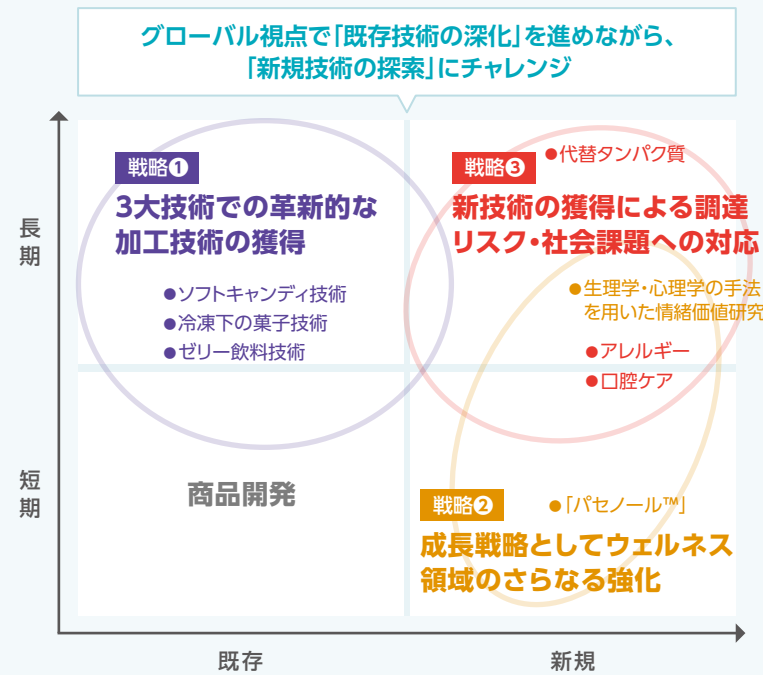 グローバル視点で「既存技術の深化」を進めながら、
「新規技術の探索」にチャレンジ
長期
短期
戦略❶
3大技術での革新的な
加工技術の獲得
●ソフトキャンディ技術
●冷凍下の菓子技術
●ゼリー飲料技術
戦略❸
●代替タンパク質
新技術の獲得による調達
リスク・社会課題への対応
●生理学・心理学の手法
を用いた情緒価値研究
●アレルギー
●口腔ケア
商品開発
戦略❷
●「パセノール™」
成長戦略としてウェルネス
領域のさらなる強化
既存
新規